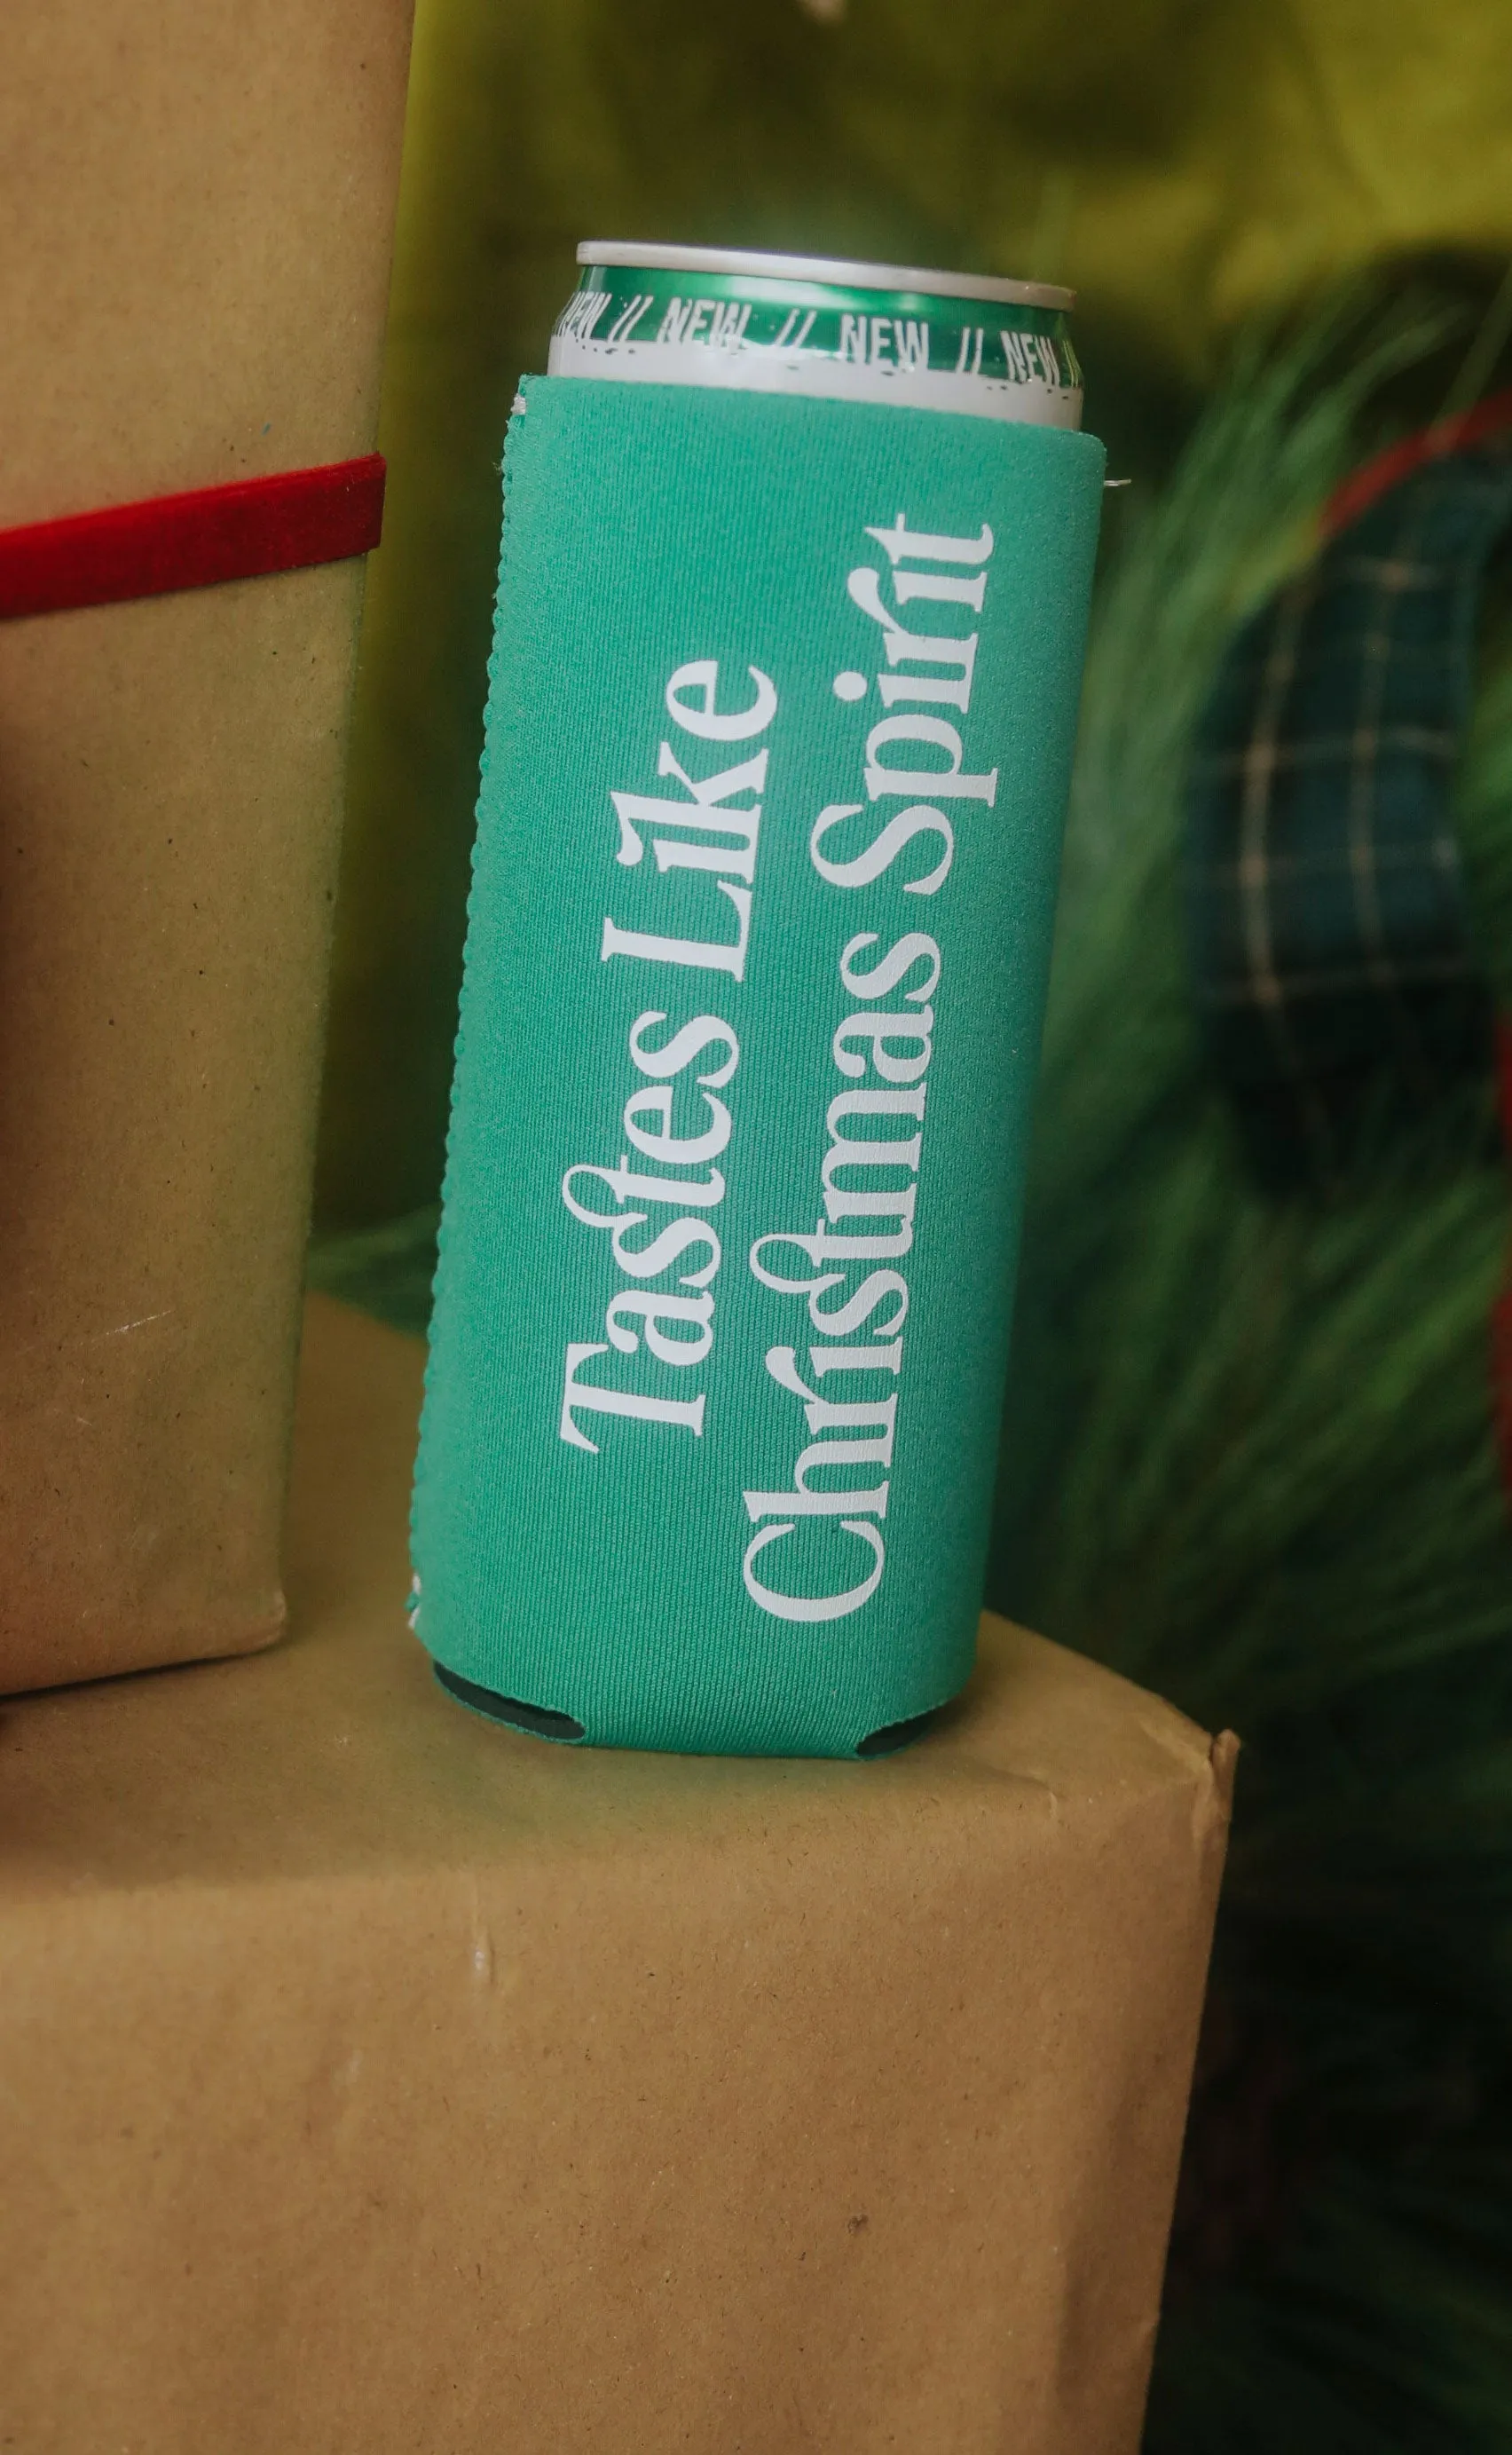 NEW // NEW // NEW // NEW //
Tastes Like
Christmas Spirit